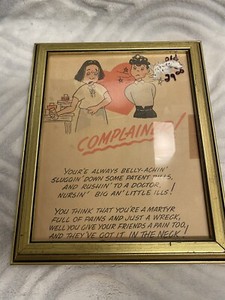 COMPLAINER!
YOUR'E ALWAYS BELLY-ACHIN'
SLUGGIN' DOWN SOME PATENT PILLS,
AND RUSHIN' TO A DOCTOR,
NURSIN' BIG AN' LITTLE ILLS!
YOU THINK THAT YOU'RE A MARTYR
FULL OF PAINS AND JUST A WRECK,
WELL YOU GIVE YOUR FRIENDS A PAIN TOO,
AND THEY'VE GOT IT IN THE NECK!